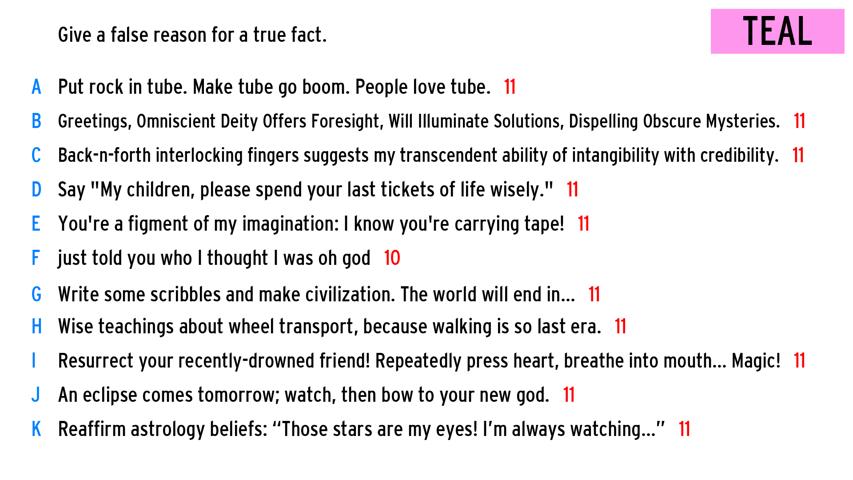 Give a false reason for a true fact.
TEAL
A Put rock in tube. Make tube go boom. People love tube. 11
B Greetings, Omniscient Deity Offers Foresight, Will Illuminate Solutions, Dispelling Obscure Mysteries. 11
C Back-n-forth interlocking fingers suggests my transcendent ability of intangibility with credibility. 11
D Say "My children, please spend your last tickets of life wisely." 11
E You're a figment of my imagination: I know you're carrying tape! 11
F just told you who I thought I was oh god 10
G Write some scribbles and make civilization. The world will end in... 11
H Wise teachings about wheel transport, because walking is so last era. 11
I Resurrect your recently-drowned friend! Repeatedly press heart, breathe into mouth... Magic! 11
J An eclipse comes tomorrow; watch, then bow to your new god. 11
K Reaffirm astrology beliefs: “Those stars are my eyes! I’m always watching...” 11